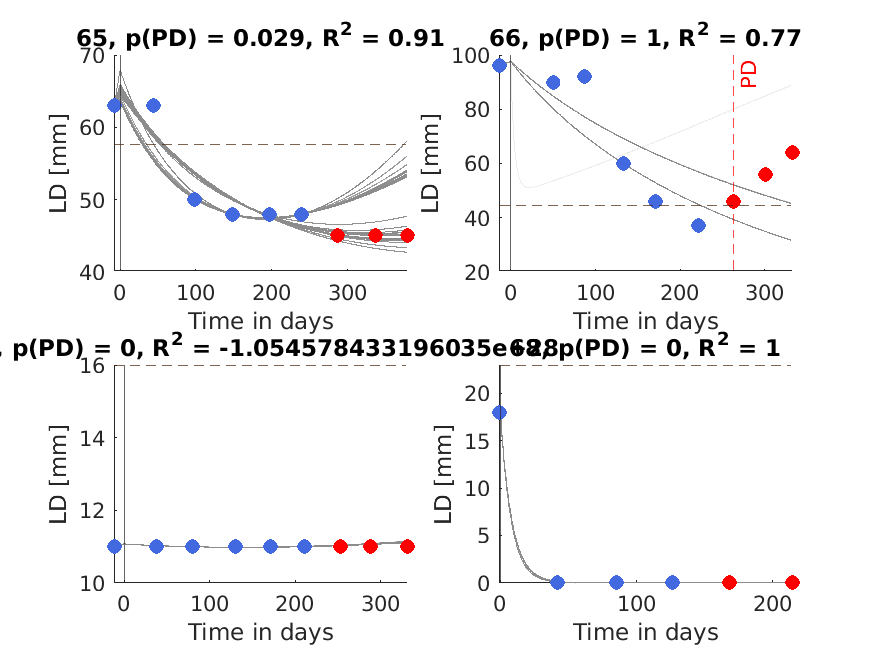 65, p(PD) = 0.029, R² = 0.91
66, p(PD) = 1, R² = 0.77
70
60
50
40
LD [mm]
0
100
200
300
Time in days
100
80
60
40
20
LD [mm]
PD
0
100
200
300
Time in days
, p(PD) = 0, R² = -1.054578433196035e+28
p(PD) = 0, R² = 1
16
14
12
10
LD [mm]
0
100
200
300
Time in days
20
15
10
5
0
LD [mm]
0
100
200
Time in days